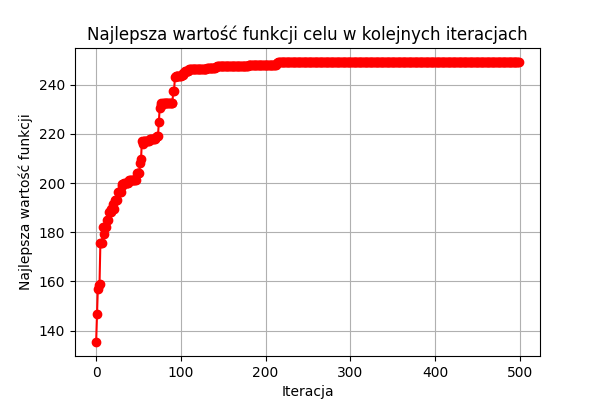 Najlepsza wartość funkcji celu w kolejnych iteracjach
Najlepsza wartość funkcji
240
220
200
180
160
140
0 100 200 300 400 500
Iteracja